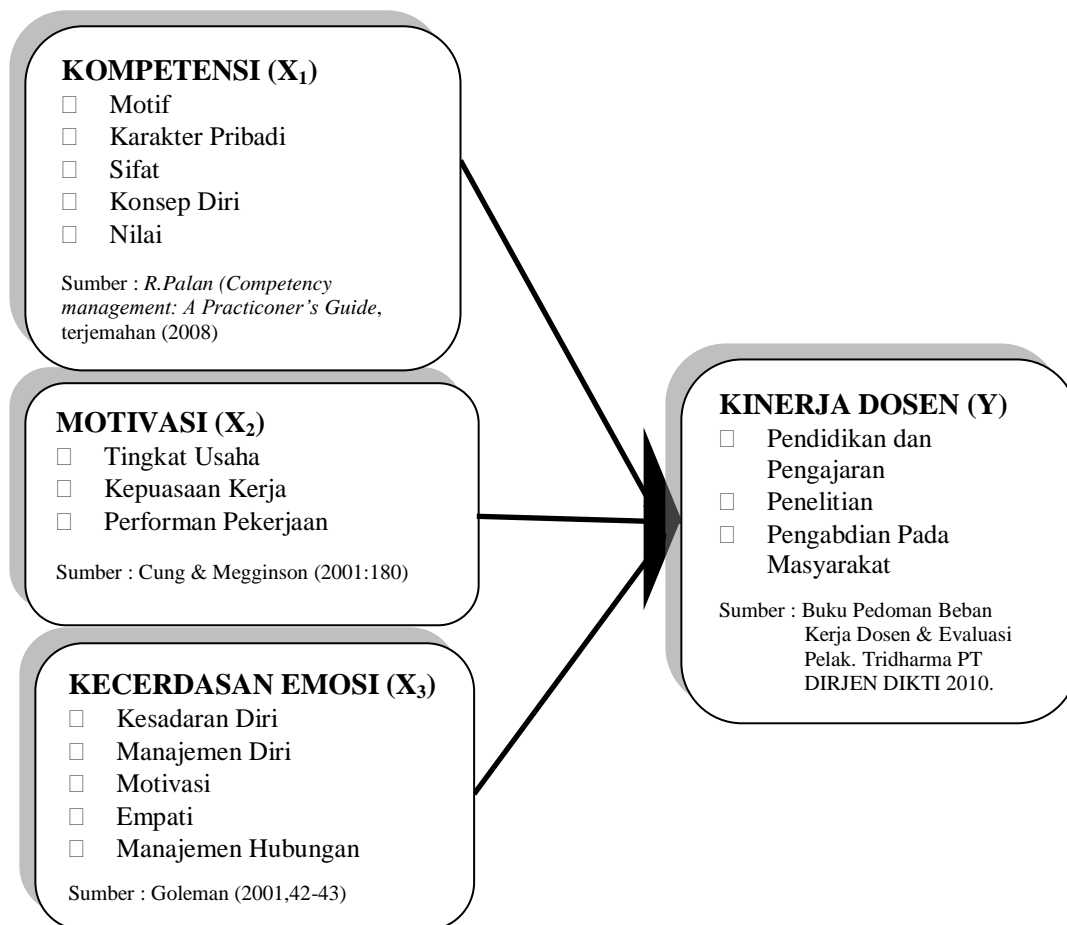 KOMPETENSI (X₁)
□ Motif
□ Karakter Pribadi
□ Sifat
□ Konsep Diri
□ Nilai
Sumber : R.Palan (Competency
management: A Practiconer’s Guide,
terjemahan (2008)
MOTIVASI (X₂)
□ Tingkat Usaha
□ Kepuasaan Kerja
□ Performan Pekerjaan
Sumber : Cung & Megginson (2001:180)
KECERDASAN EMOSI (X₃)
□ Kesadaran Diri
□ Manajemen Diri
□ Motivasi
□ Empati
□ Manajemen Hubungan
Sumber : Goleman (2001,42-43)
KINERJA DOSEN (Y)
□ Pendidikan dan
Pengajaran
□ Penelitian
□ Pengabdian Pada
Masyarakat
Sumber : Buku Pedoman Beban
Kerja Dosen & Evaluasi
Pelak. Tridharma PT
DIRJEN DIKTI 2010.